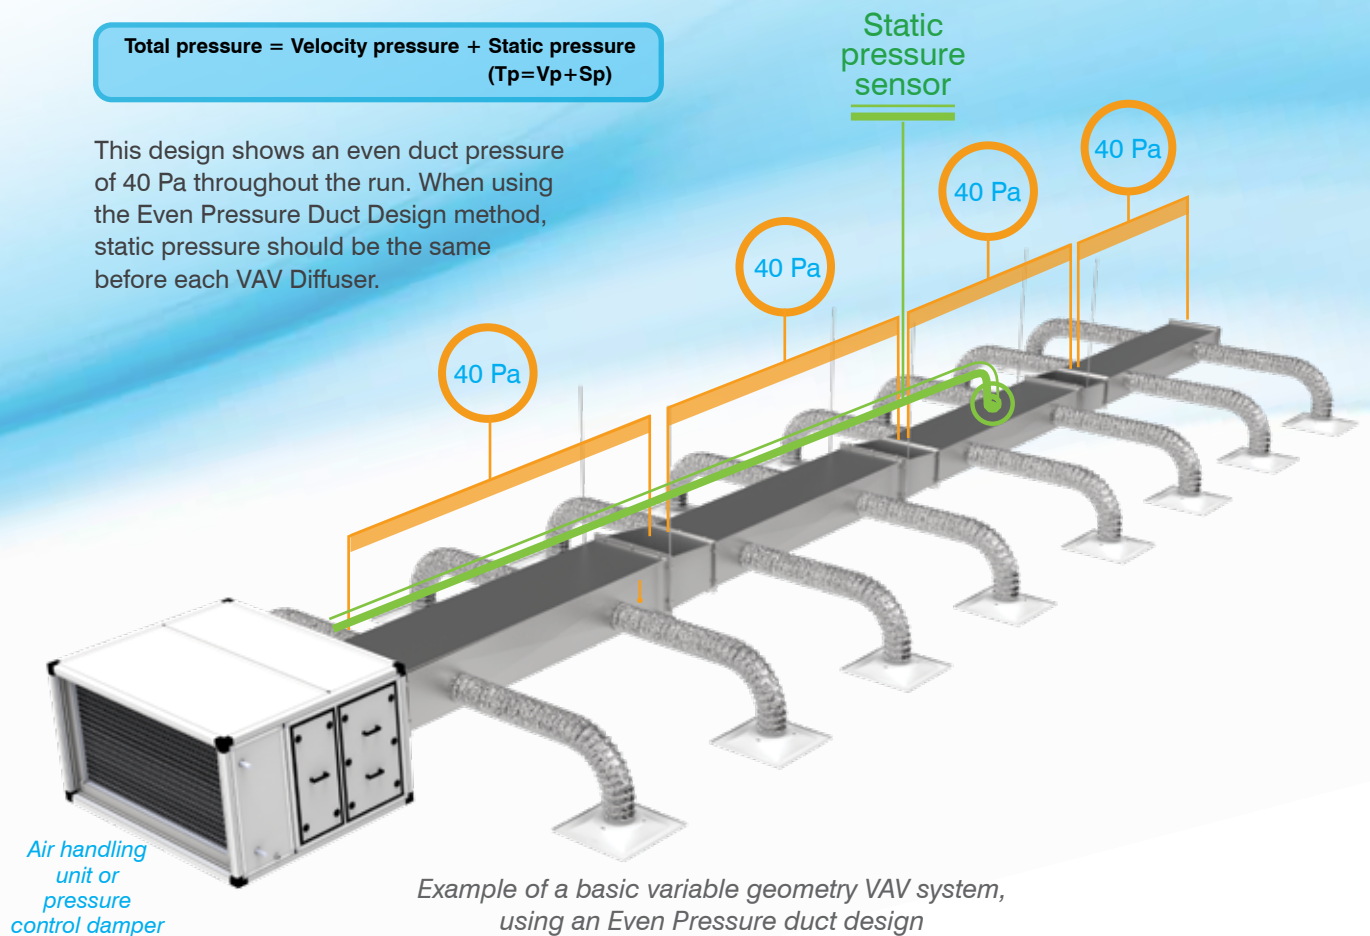 Total pressure = Velocity pressure + Static pressure
(Tp=Vp+Sp)
This design shows an even duct pressure
of 40 Pa throughout the run. When using
the Even Pressure Duct Design method,
static pressure should be the same
before each VAV Diffuser.
Static
pressure
sensor
40 Pa
40 Pa
40 Pa
40 Pa
Air handling
unit or
pressure
control damper
Example of a basic variable geometry VAV system,
using an Even Pressure duct design